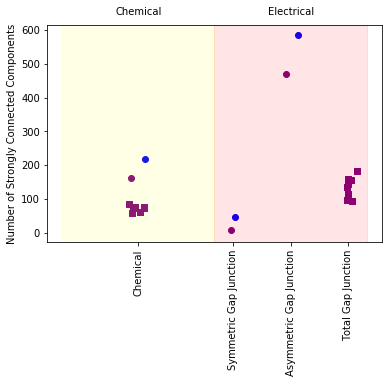 Chemical
Electrical
Number of Strongly Connected Components
600
500
400
300
200
100
0
Chemical
Symmetric Gap Junction
Asymmetric Gap Junction
Total Gap Junction